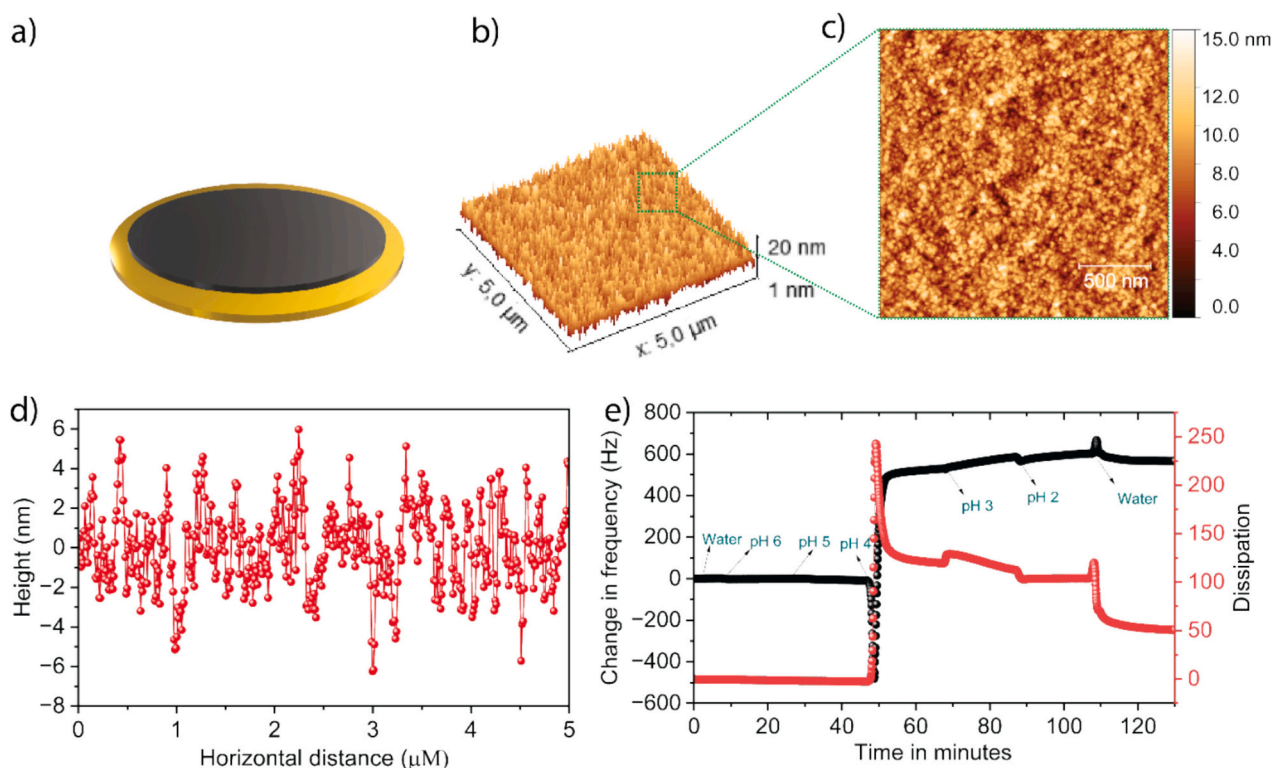 a)
b)
c)
y: 5,0 µm
x: 5,0 µm
20 nm
1 nm
500 nm
15.0 nm
12.0
10.0
8.0
6.0
4.0
0.0
d)
Height (nm)
8
6
4
2
0
−2
−4
−6
−8
0
1
2
3
4
5
Horizontal distance (µM)
e)
Change in frequency (Hz)
800
600
400
200
0
−200
−400
−600
Water
pH 6
pH 5
pH 4
pH 3
pH 2
Water
250
200
150
100
50
0
Dissipation
0
20
40
60
80
100
120
Time in minutes